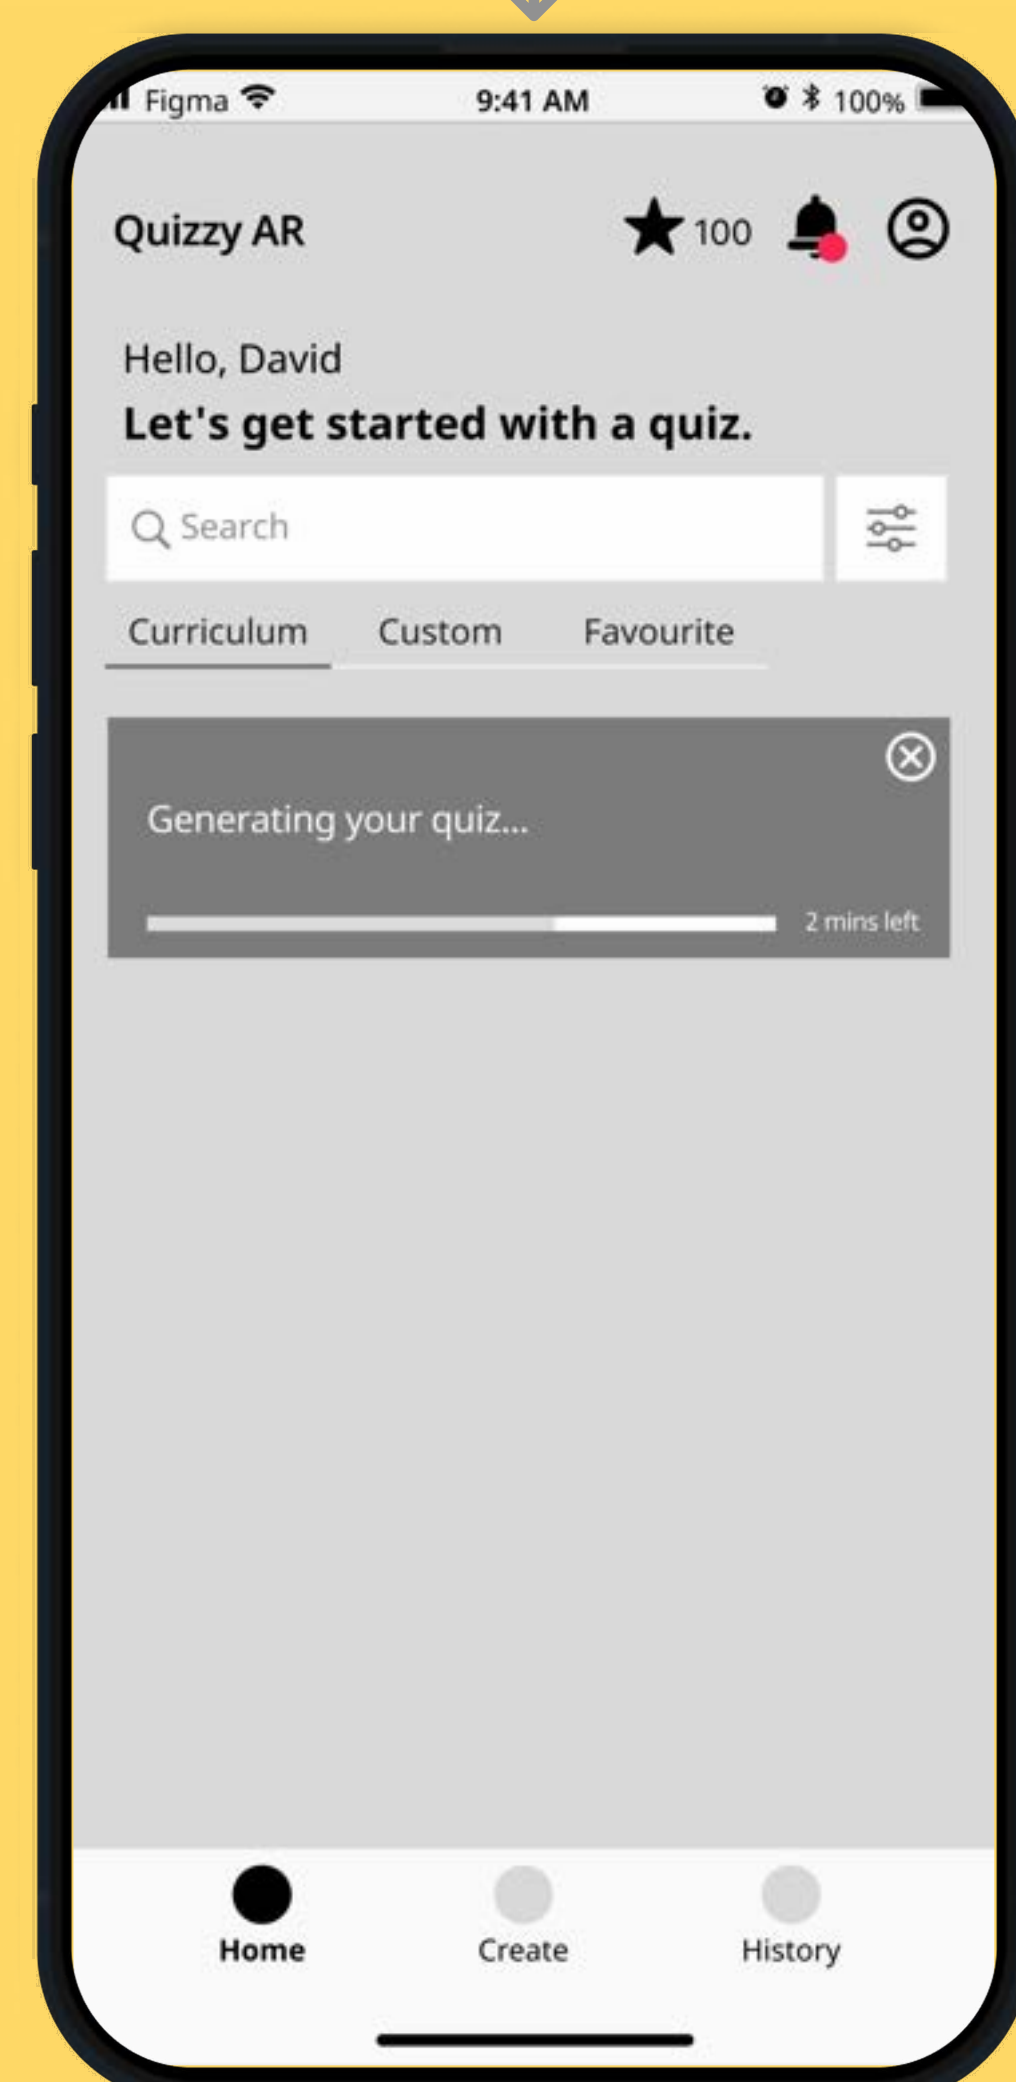 Figma 9:41 AM 100%
Quizzy AR 100
Hello, David
Let's get started with a quiz.
Search
Curriculum Custom Favourite
Generating your quiz...
2 mins left
Home Create History